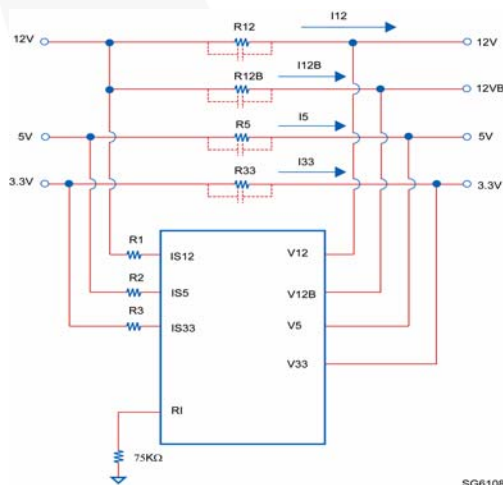 R12 I12
12V 12V
R12B I12B
12VB
R5 I5
5V 5V
R33 I33
3.3V 3.3V
R1 IS12 V12
R2 IS5 V12B
R3 IS33 V5
V33
RI
75KΩ
SG6108